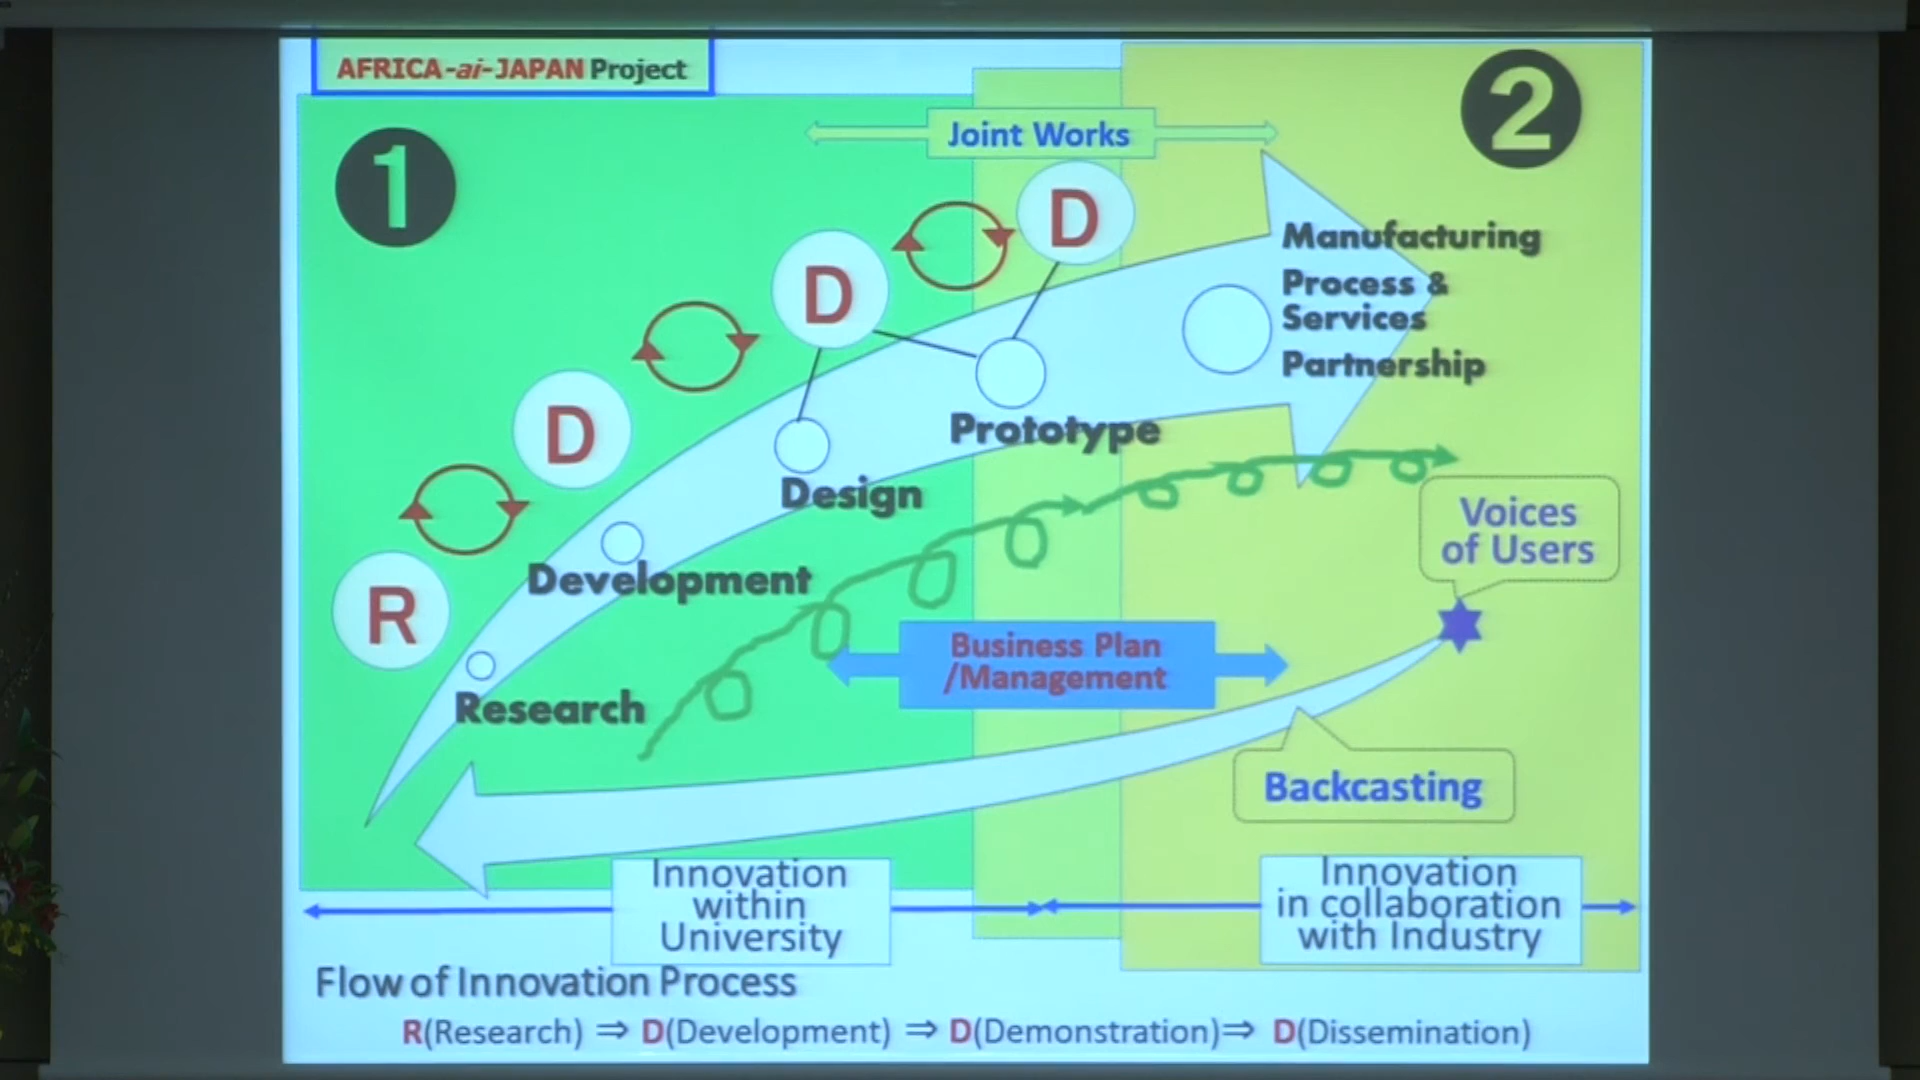 AFRICA-ai-JAPAN Project
1
2
Joint Works
D
D
D
R
Manufacturing
Process &
Services
Partnership
Prototype
Design
Development
Research
Voices
of Users
Business Plan
/Management
Backcasting
Innovation
within
University
Innovation
in collaboration
with Industry
Flow of Innovation Process
R(Research) ⇒ D(Development) ⇒ D(Demonstration)⇒ D(Dissemination)